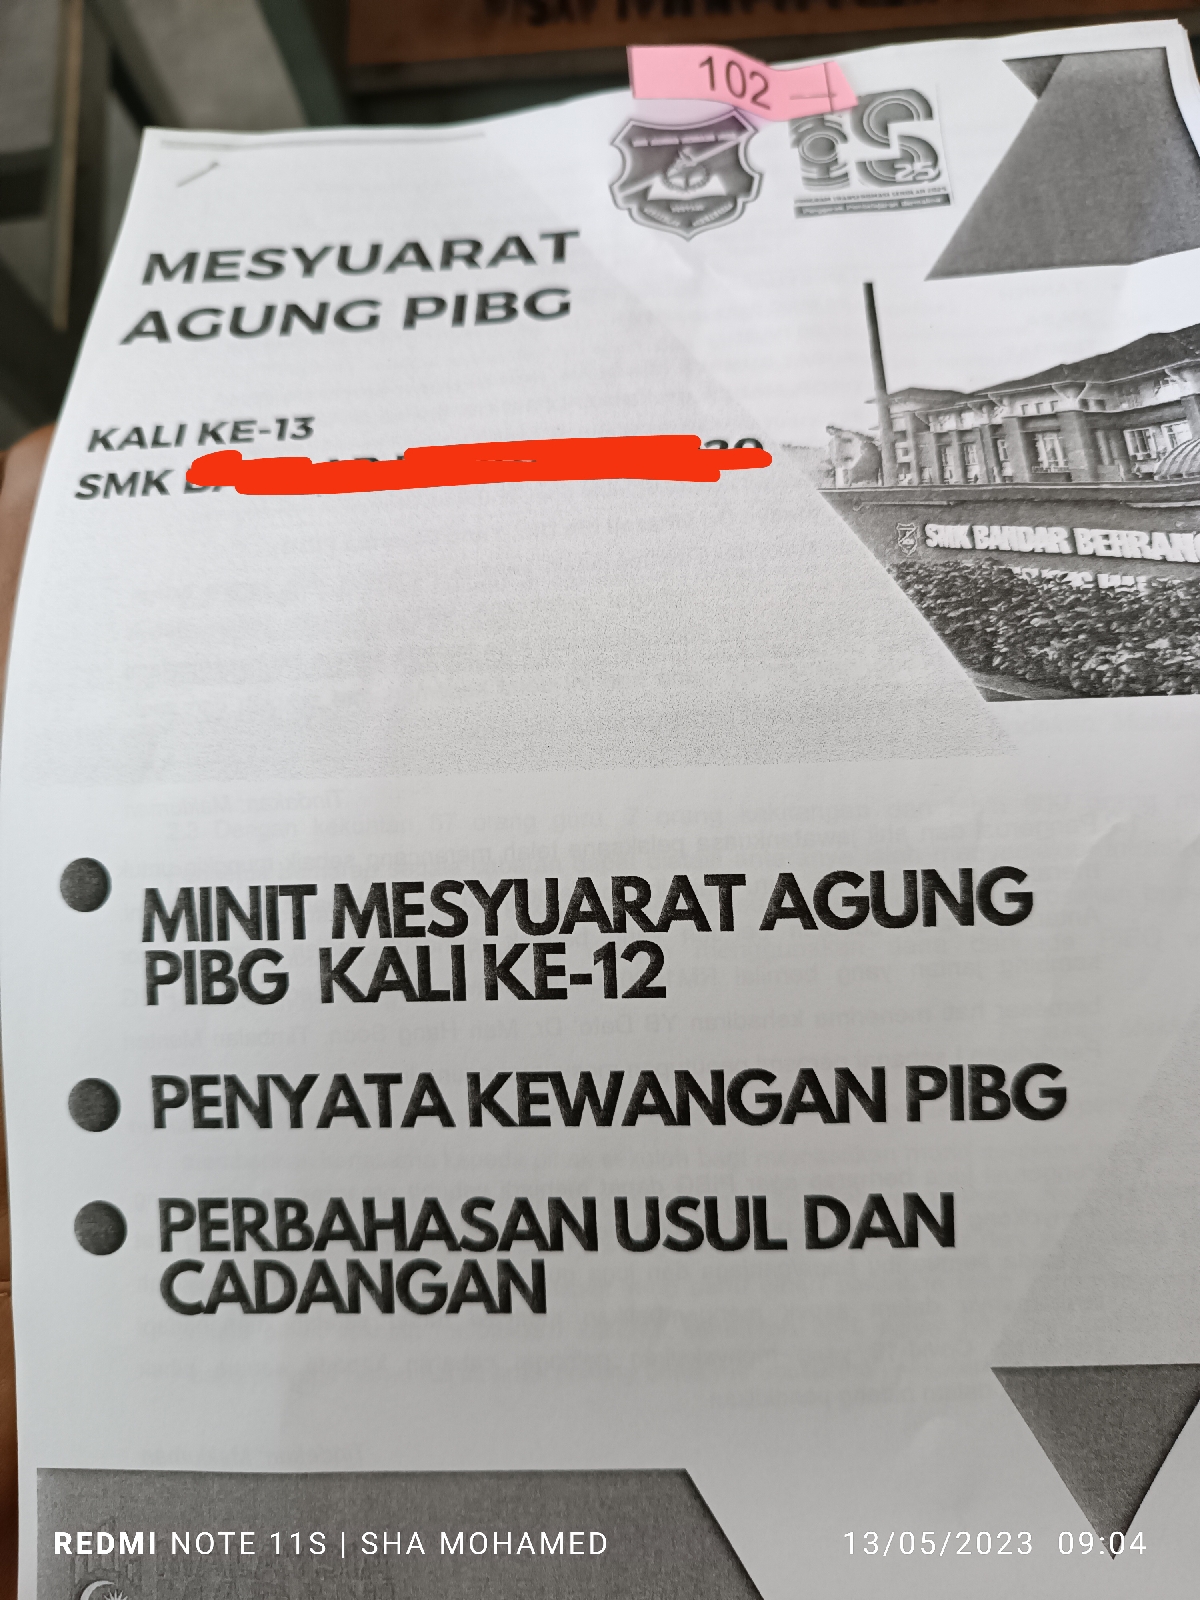 102
25
MESYUARAT
AGUNG PIBG
KALI KE-13
SMK
SMK BANDAR BEHRANG
MINIT MESYUARAT AGUNG
PIBG KALI KE-12
PENYATA KEWANGAN PIBG
PERBAHASAN USUL DAN
CADANGAN
REDMI NOTE 11S | SHA MOHAMED
13/05/2023 09:04